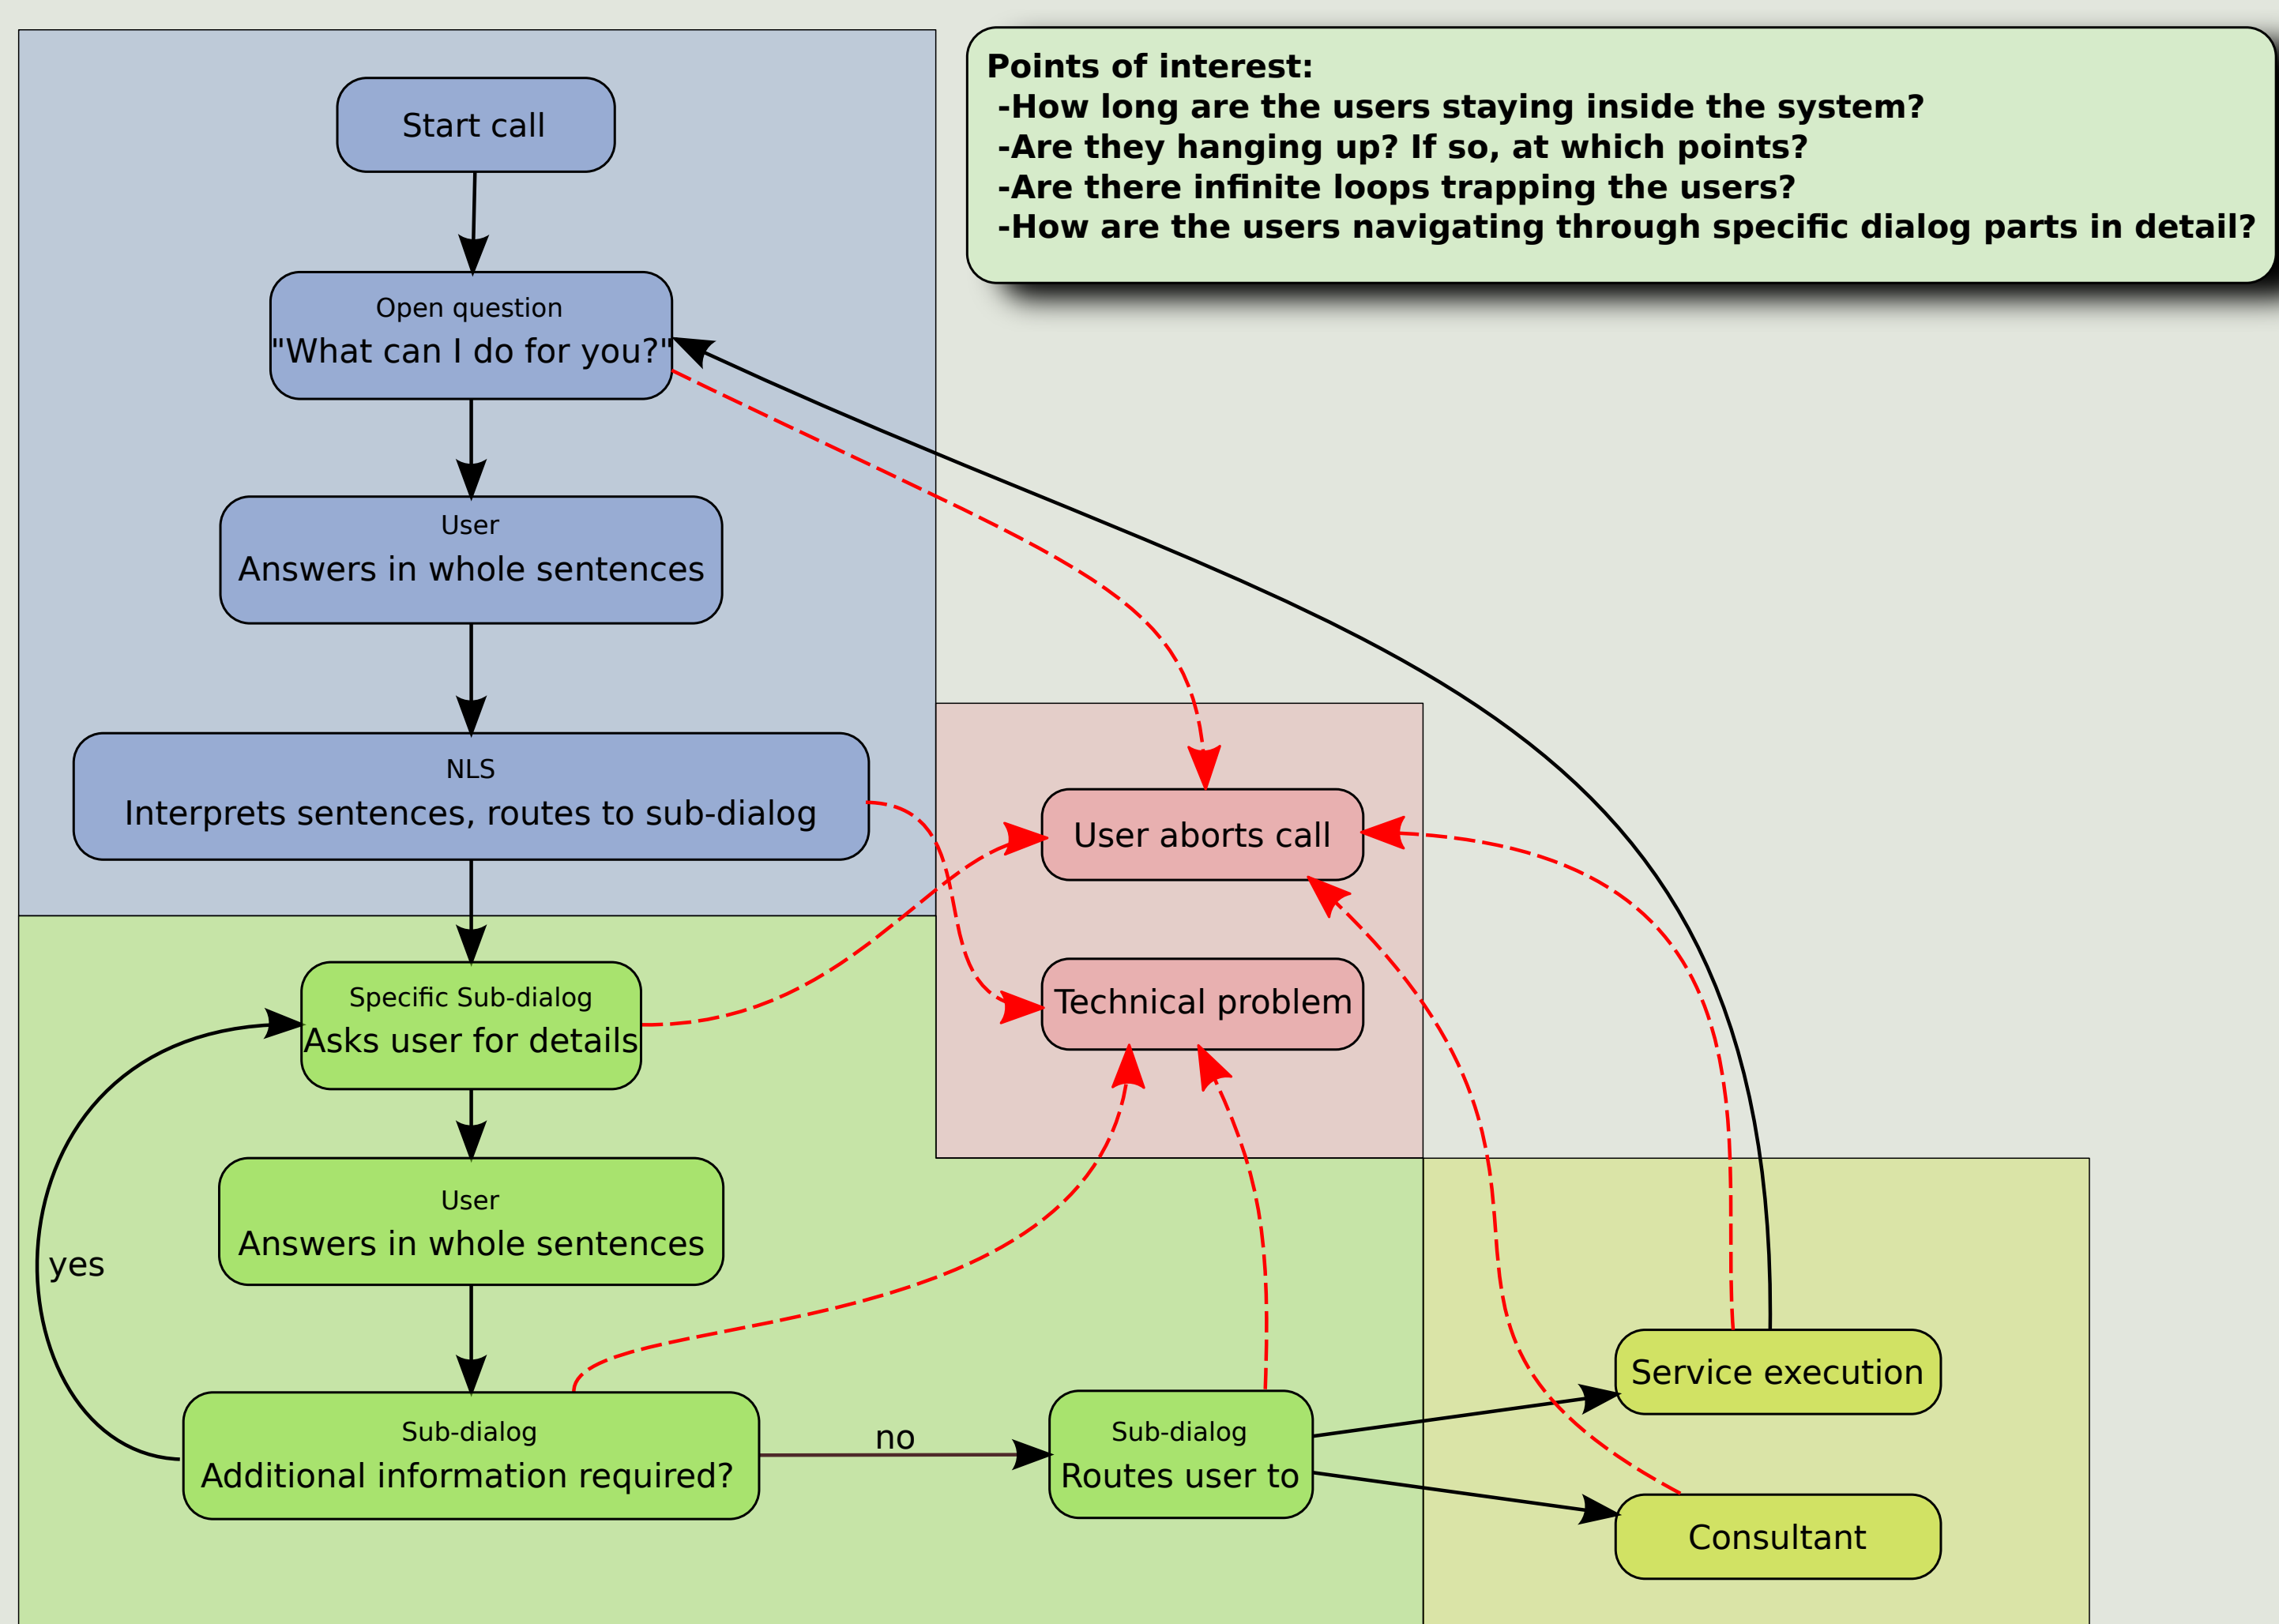 Points of interest:
-How long are the users staying inside the system?
-Are they hanging up? If so, at which points?
-Are there infinite loops trapping the users?
-How are the users navigating through specific dialog parts in detail?
Start call
Open question
"What can I do for you?"
User
Answers in whole sentences
NLS
Interprets sentences, routes to sub-dialog
User aborts call
Technical problem
Specific Sub-dialog
Asks user for details
User
Answers in whole sentences
yes
Sub-dialog
Additional information required?
no
Sub-dialog
Routes user to
Service execution
Consultant